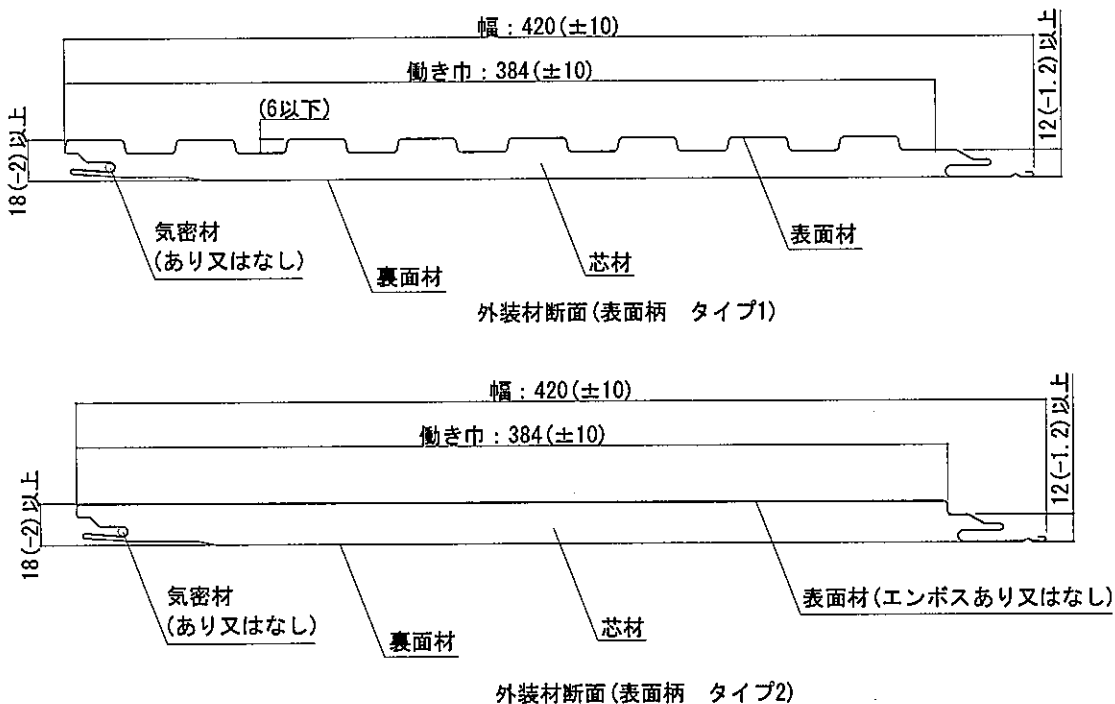 幅：420(±10)
働き巾：384(±10)
(6以下)
18(-2)以上
12(-1.2)以上
気密材
(あり又はなし)
裏面材
芯材
表面材
外装材断面(表面柄　タイプ1)
幅：420(±10)
働き巾：384(±10)
18(-2)以上
12(-1.2)以上
気密材
(あり又はなし)
裏面材
芯材
表面材(エンボスあり又はなし)
外装材断面(表面柄　タイプ2)